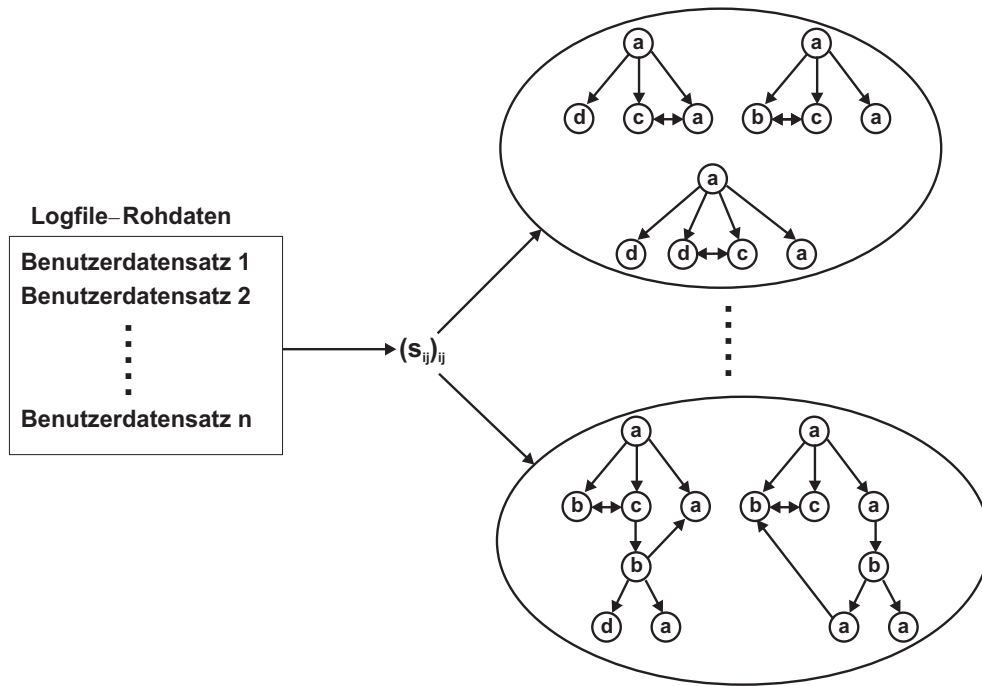 Logfile–Rohdaten
Benutzerdatensatz 1
Benutzerdatensatz 2
Benutzerdatensatz n
(s_ij)_ij
a a
d c a b c a
a
d d c a
a a
b c a b c a
b b
d a a a